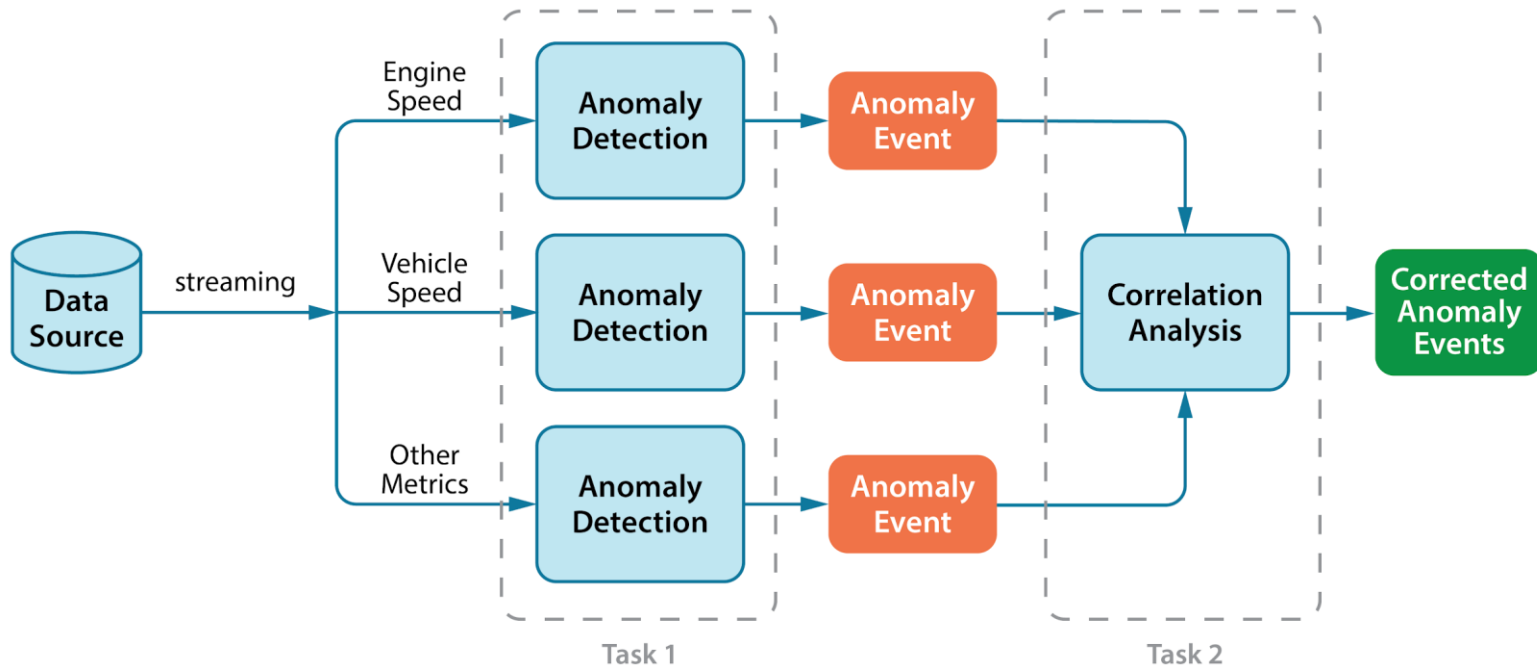 Engine
Speed
Anomaly
Detection
Anomaly
Event
Data
Source
streaming
Vehicle
Speed
Anomaly
Detection
Anomaly
Event
Correlation
Analysis
Corrected
Anomaly
Events
Other
Metrics
Anomaly
Detection
Anomaly
Event
Task 1
Task 2